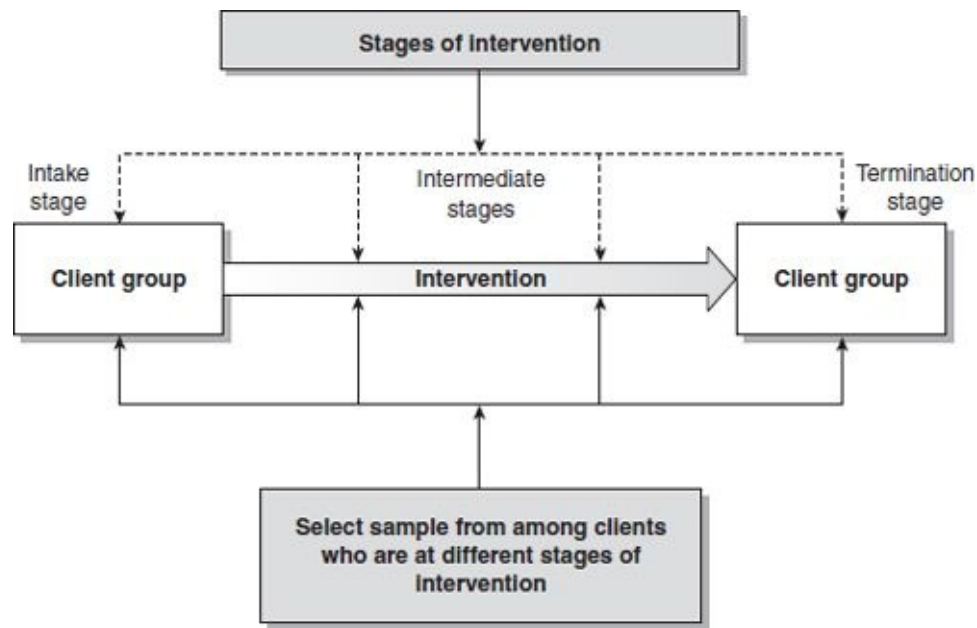 Stages of intervention
Intake
stage
Intermediate
stages
Termination
stage
Client group
Intervention
Client group
Select sample from among clients
who are at different stages of
intervention